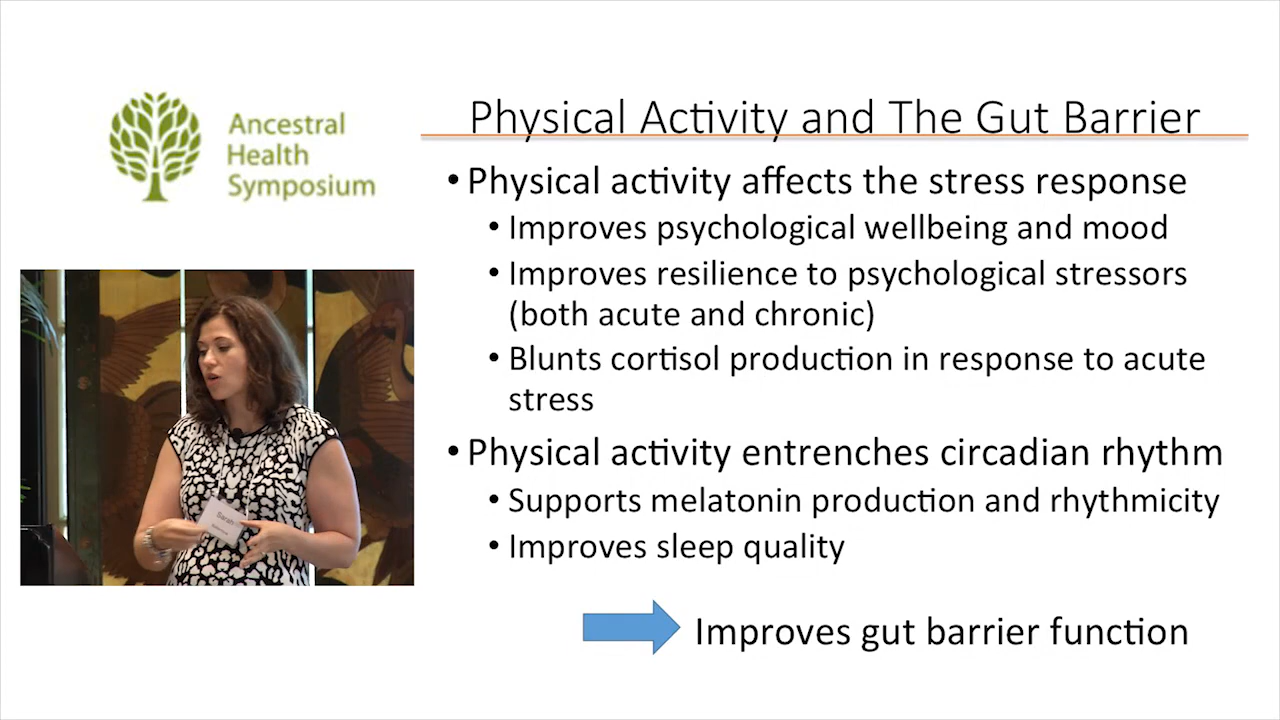 Ancestral
Health
Symposium
Physical Activity and The Gut Barrier
• Physical activity affects the stress response
• Improves psychological wellbeing and mood
• Improves resilience to psychological stressors
(both acute and chronic)
• Blunts cortisol production in response to acute
stress
• Physical activity entrenches circadian rhythm
• Supports melatonin production and rhythmicity
• Improves sleep quality
Improves gut barrier function
Sarah